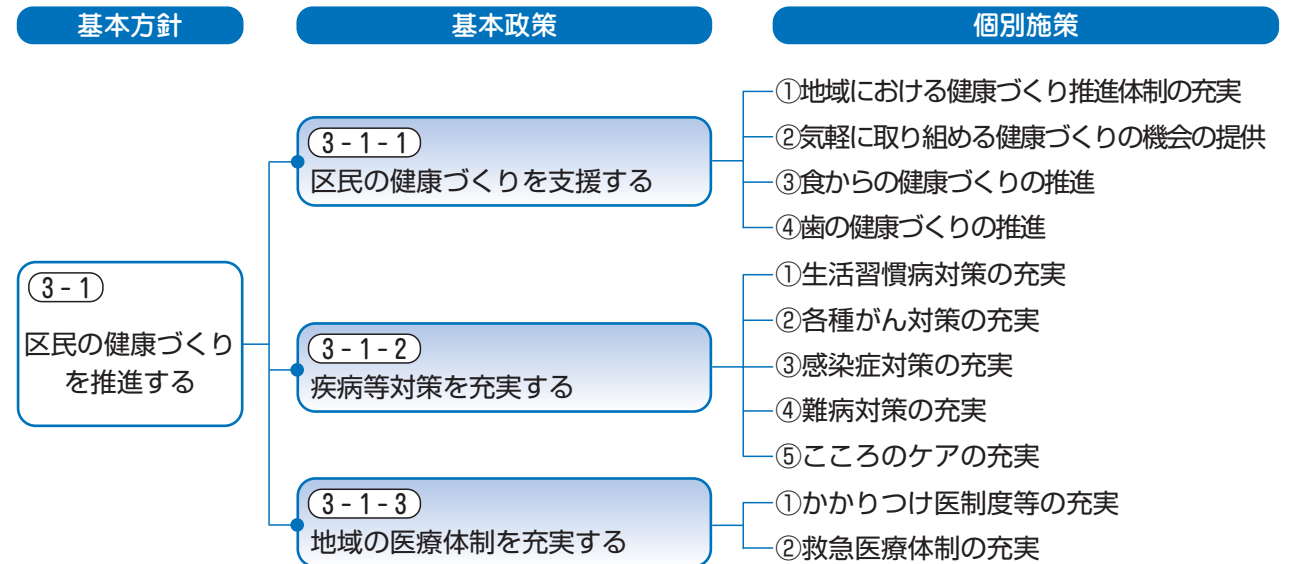 基本方針
基本政策
個別施策
3-1
区民の健康づくり
を推進する
3-1-1
区民の健康づくりを支援する
①地域における健康づくり推進体制の充実
②気軽に取り組める健康づくりの機会の提供
③食からの健康づくりの推進
④歯の健康づくりの推進
3-1-2
疾病等対策を充実する
①生活習慣病対策の充実
②各種がん対策の充実
③感染症対策の充実
④難病対策の充実
⑤こころのケアの充実
3-1-3
地域の医療体制を充実する
①かかりつけ医制度等の充実
②救急医療体制の充実